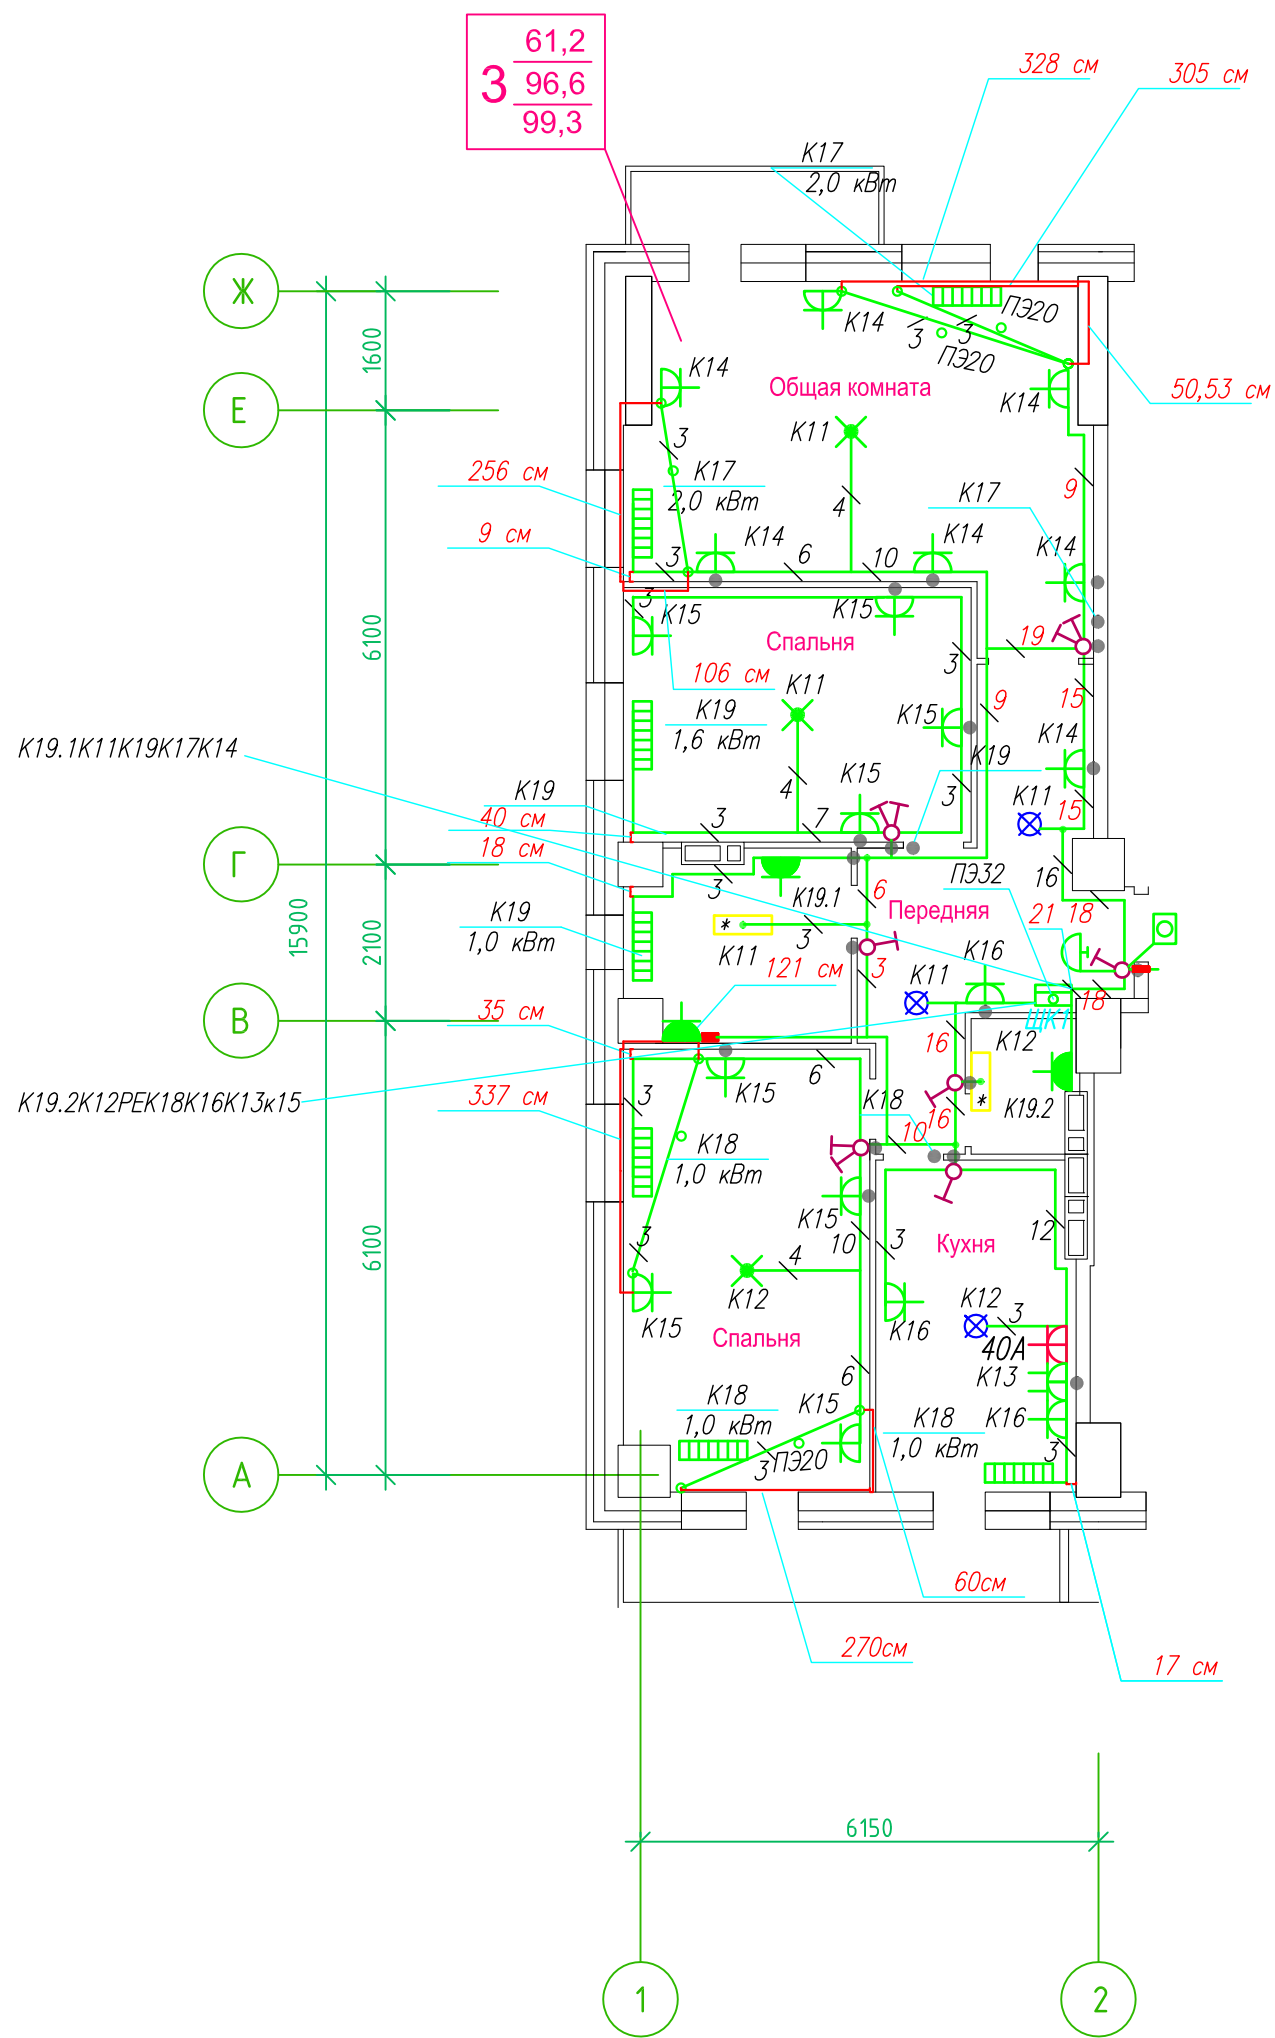 61,2
3 96,6
99,3
328 см
305 см
К17
2,0 кВт
Ж
К14
ПЭ20
3
3
ПЭ20
1600
К14
Общая комната
К14
50,53 см
Е
К11
3
256 см
К17
2,0 кВт
9
К17
4
9 см
3
К14
6
10
К14
К14
3
К15
К15
6100
Спальня
19
3
106 см
К11
9
15
К19
1,6 кВт
К15
К14
К19.1К11К19К17К14
К19
К15
4
3
К11
К19
15
40 см
3
7
18 см
Г
3
16
ПЭ32
К19.1
6
Передняя
21
18
К19
1,0 кВт
*
3
К11
15900
2100
121 см
3
К11
К16
18
35 см
В
ЩК1
16
К12
3
6
К15
К19.2К12РЕК18К16К13к15
337 см
К18
16
*
К19.2
К18
1,0 кВт
10
К15
10
3
Кухня
12
6100
3
4
К12
К15
К16
К12
3
Спальня
40А
К13
6
К18
1,0 кВт
К15
К18
1,0 кВт
К16
3
А
3
ПЭ20
60см
270см
17 см
6150
1
2